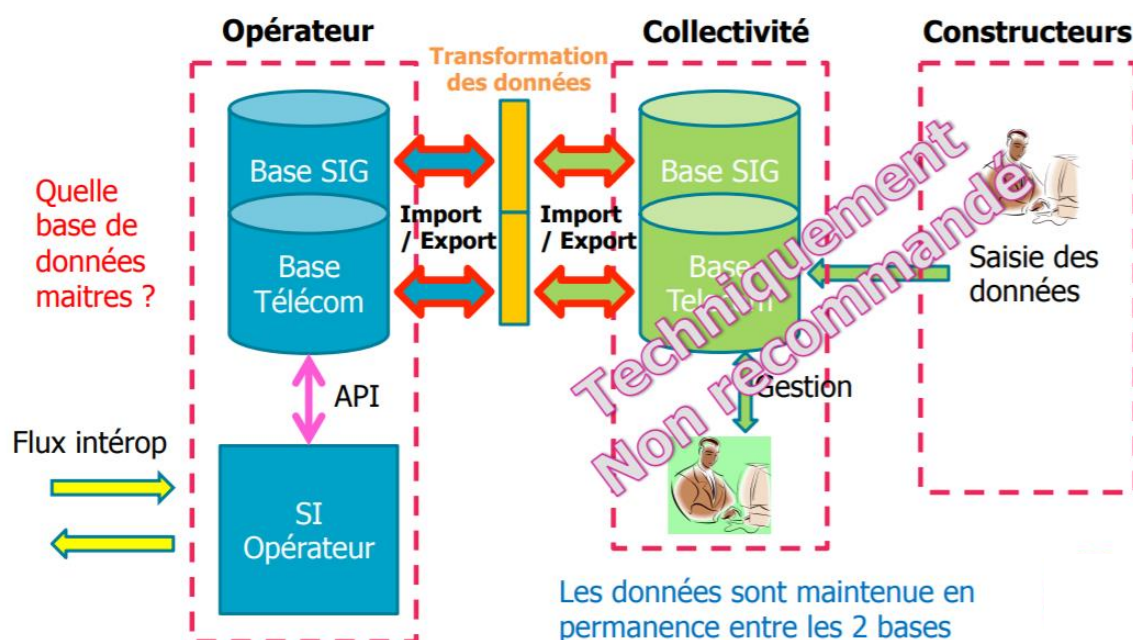 Opérateur
Collectivité
Constructeurs
Transformation
des données
Base SIG
Base SIG
Quelle
base de
données
maitres ?
Import
/ Export
Import
/ Export
Base
Télécom
Base
Telecom
Techniquement
Non recommandé
Saisie des
données
API
Gestion
Flux intérop
SI
Opérateur
Les données sont maintenue en
permanence entre les 2 bases